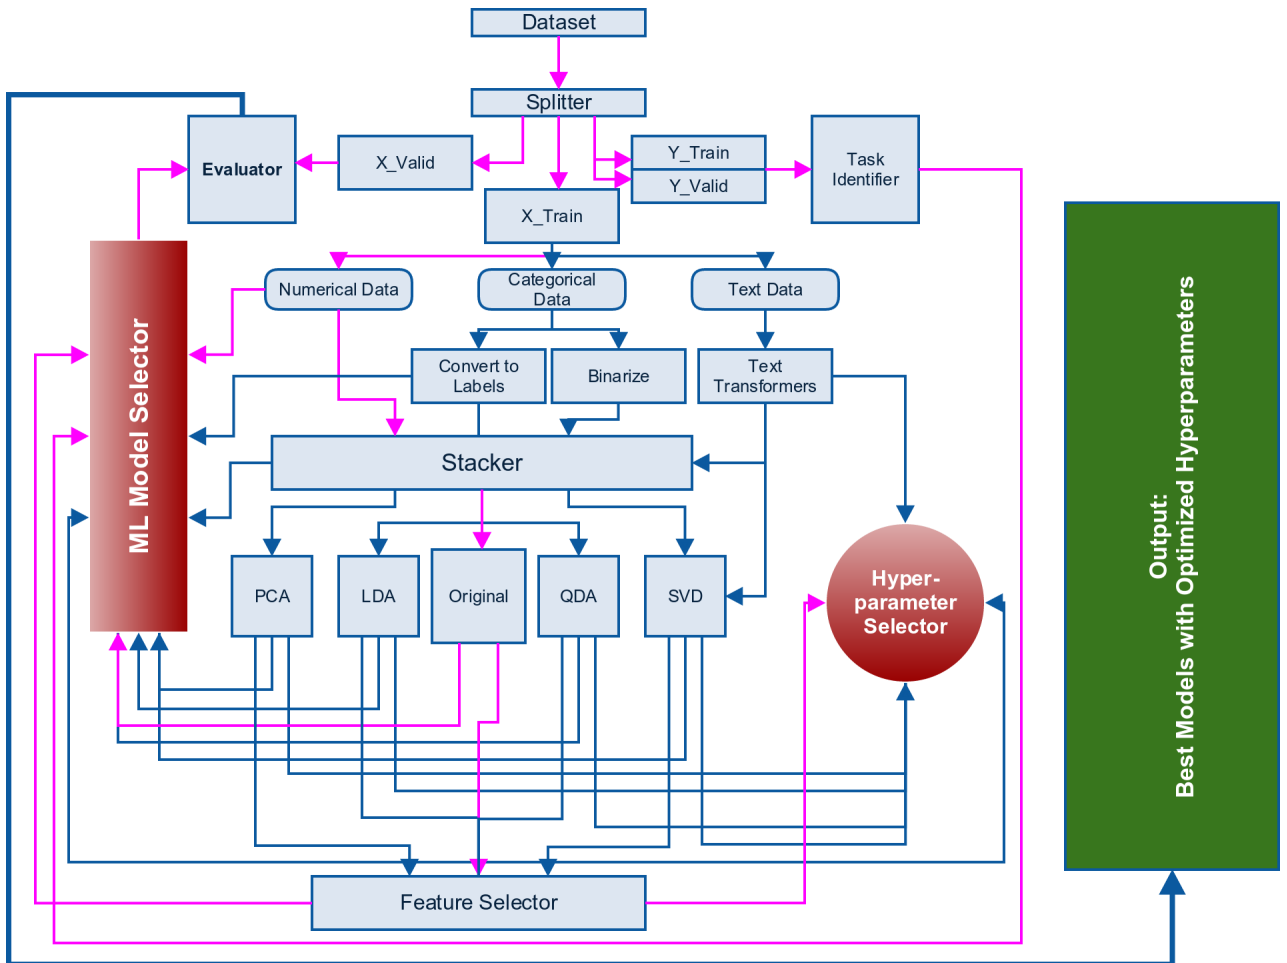 Dataset
Splitter
Evaluator
X_Valid
Y_Train
Y_Valid
Task
Identifier
X_Train
Numerical Data
Categorical
Data
Text Data
ML Model Selector
Convert to
Labels
Binarize
Text
Transformers
Stacker
PCA
LDA
Original
QDA
SVD
Hyper-
parameter
Selector
Output:
Best Models with Optimized Hyperparameters
Feature Selector